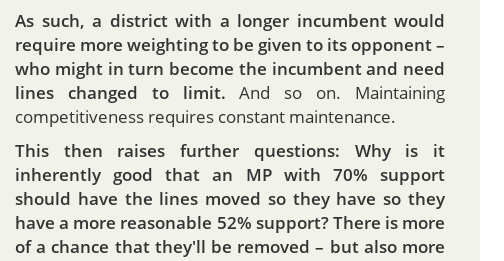 As such, a district with a longer incumbent would
require more weighting to be given to its opponent –
who might in turn become the incumbent and need
lines changed to limit. And so on. Maintaining
competitiveness requires constant maintenance.
This then raises further questions: Why is it
inherently good that an MP with 70% support
should have the lines moved so they have so they
have a more reasonable 52% support? There is more
of a chance that they'll be removed – but also more